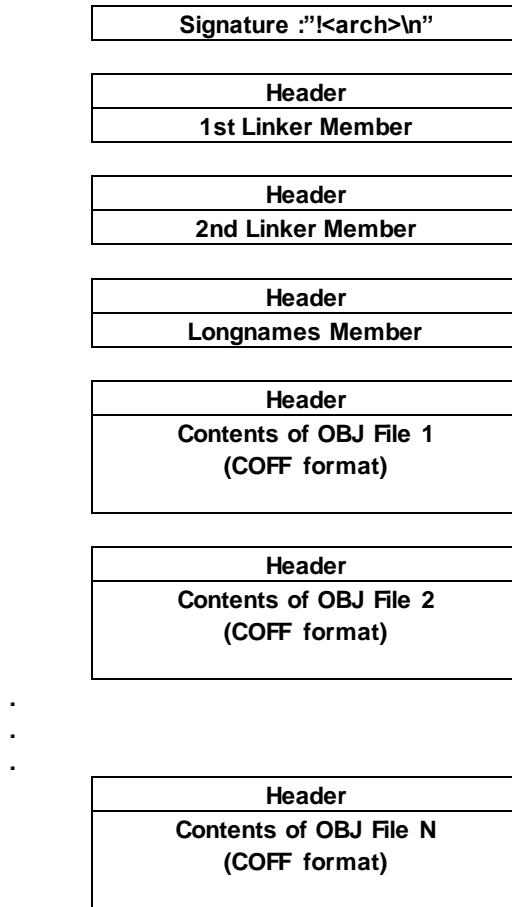 Signature :”!<arch>\n”
Header
1st Linker Member
Header
2nd Linker Member
Header
Longnames Member
Header
Contents of OBJ File 1
(COFF format)
Header
Contents of OBJ File 2
(COFF format)
.
.
.
Header
Contents of OBJ File N
(COFF format)